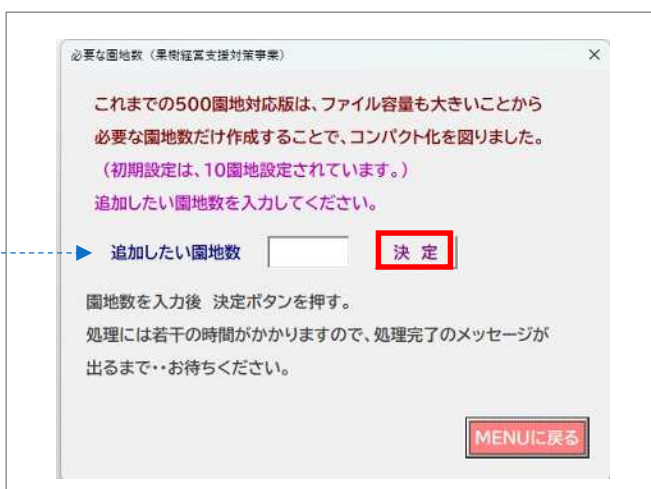 必要な園地数（果樹経営支援対策事業）
これまでの500園地対応版は、ファイル容量も大きいことから
必要な園地数だけ作成することで、コンパクト化を図りました。
（初期設定は、10園地設定されています。）
追加したい園地数を入力してください。
追加したい園地数 決 定
園地数を入力後 決定ボタンを押す。
処理には若干の時間がかかりますので、処理完了のメッセージが
出るまで・・お待ちください。
MENUに戻る